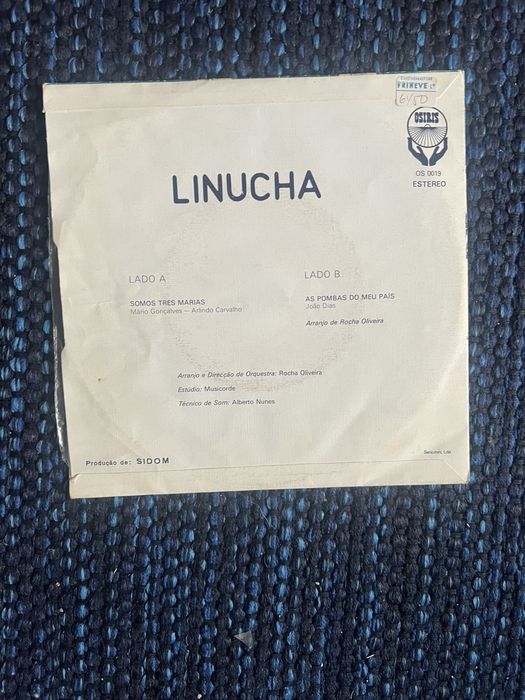 FRINEVE
OSIRIS
OS 0019
ESTEREO
LINUCHA
LADO A
SOMOS TRES MARIAS
Mário Gonçalves — Arlindo Carvalho
LADO B
AS POMBAS DO MEU PAÍS
João Dias
Arranjo de Rocha Oliveira
Arranjo e Direcção de Orquestra: Rocha Oliveira
Estúdio: Musicorde
Técnico de Som: Alberto Nunes
Produção de: SIDOM